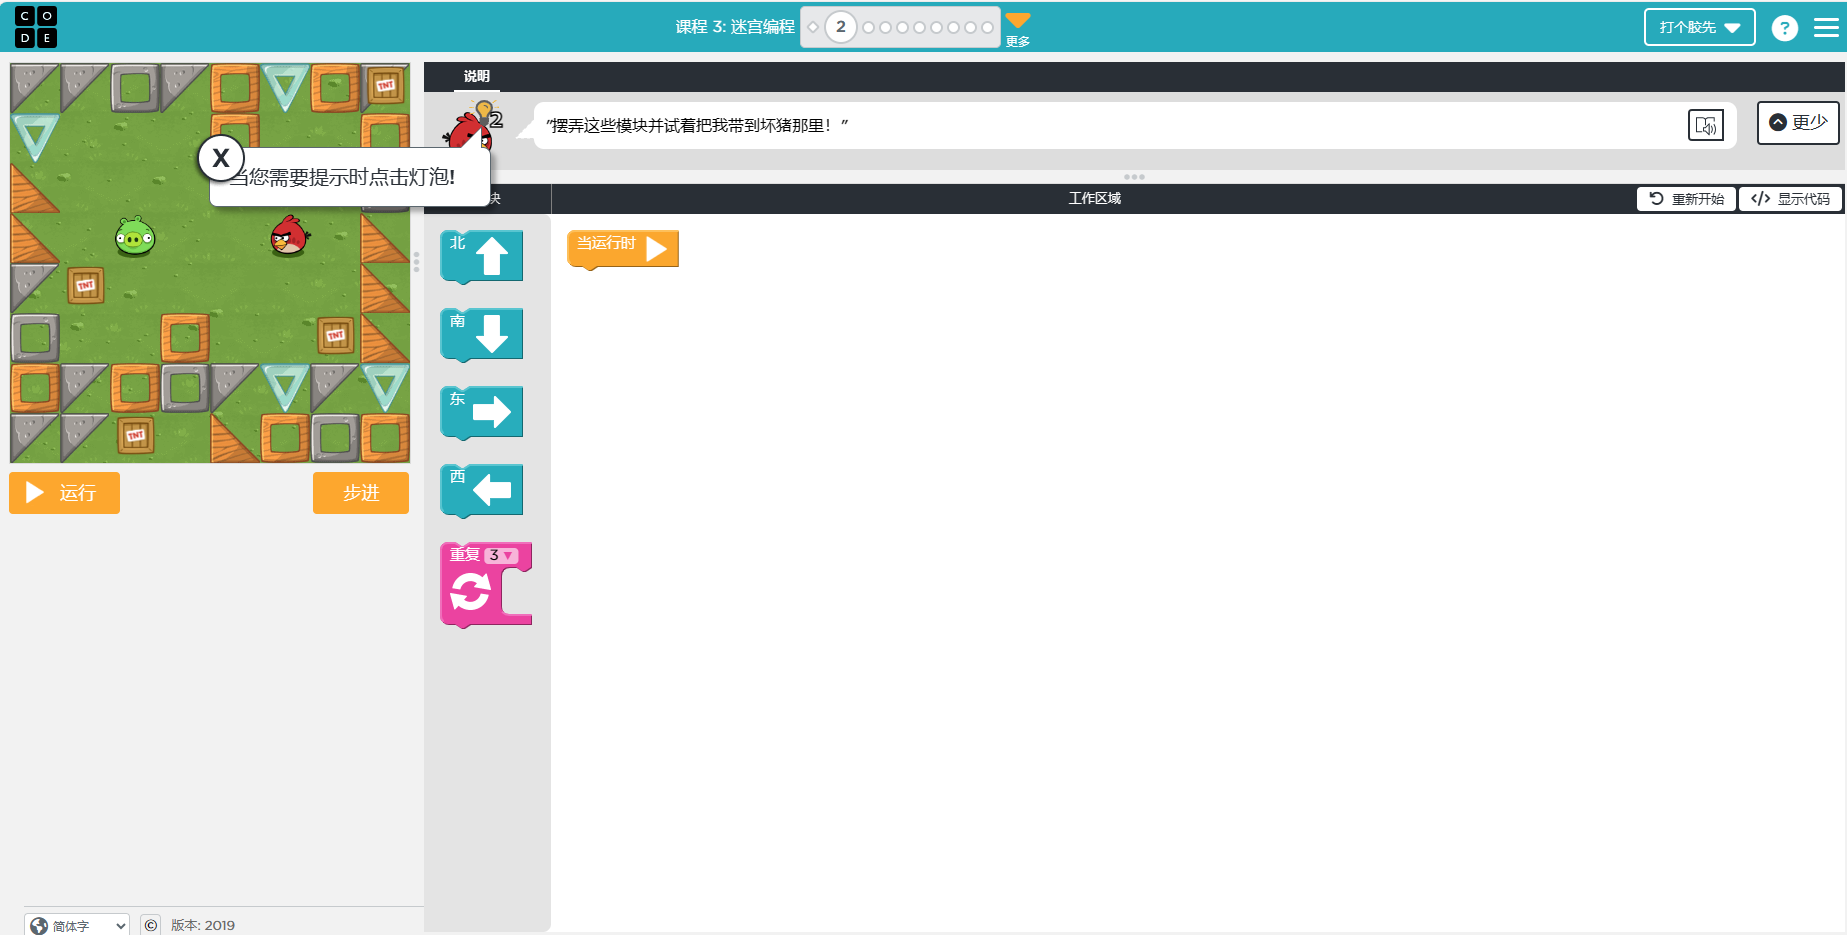 C O
D E
课程 3: 迷宫编程
2
更多
打个胶先
?
说明
2
"摆弄这些模块并试着把我带到坏猪那里！"
更少
X
当您需要提示时点击灯泡!
块
工作区域
重新开始
</> 显示代码
TNT
TNT
TNT
TNT
北
当运行时
南
东
西
重复 3
运行
步进
简体字
©
版本: 2019